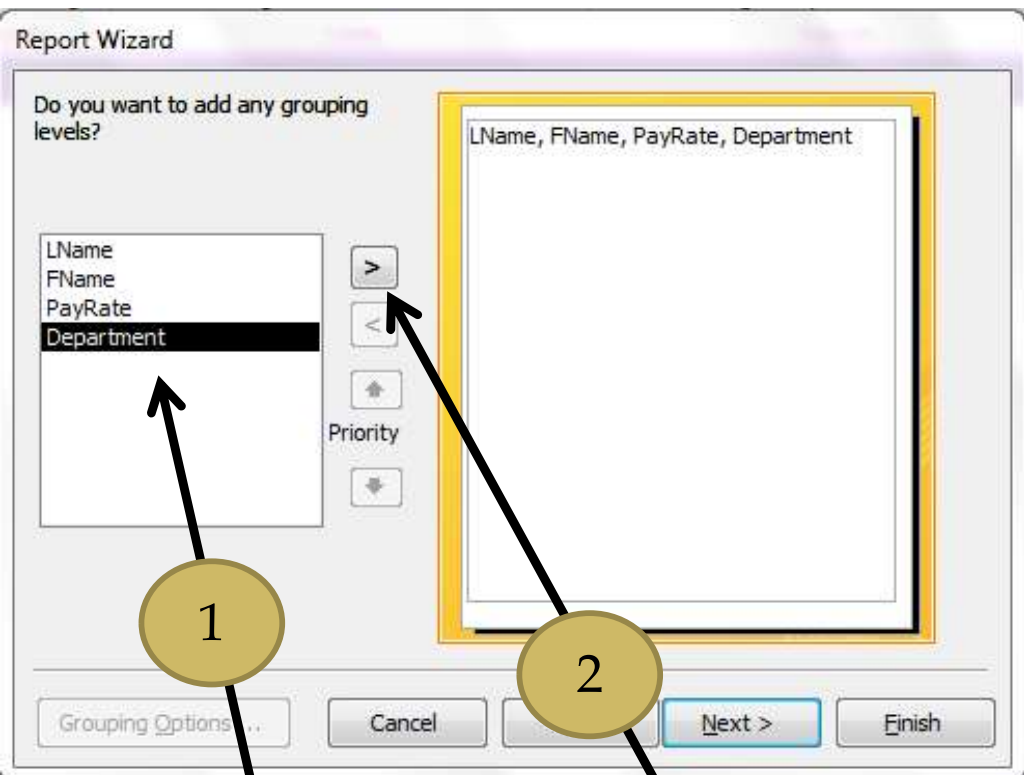 Report Wizard
Do you want to add any grouping
levels?
LName, FName, PayRate, Department
LName
FName
PayRate
Department
>
<
Priority
1
2
Grouping Options ...
Cancel
Next >
Finish